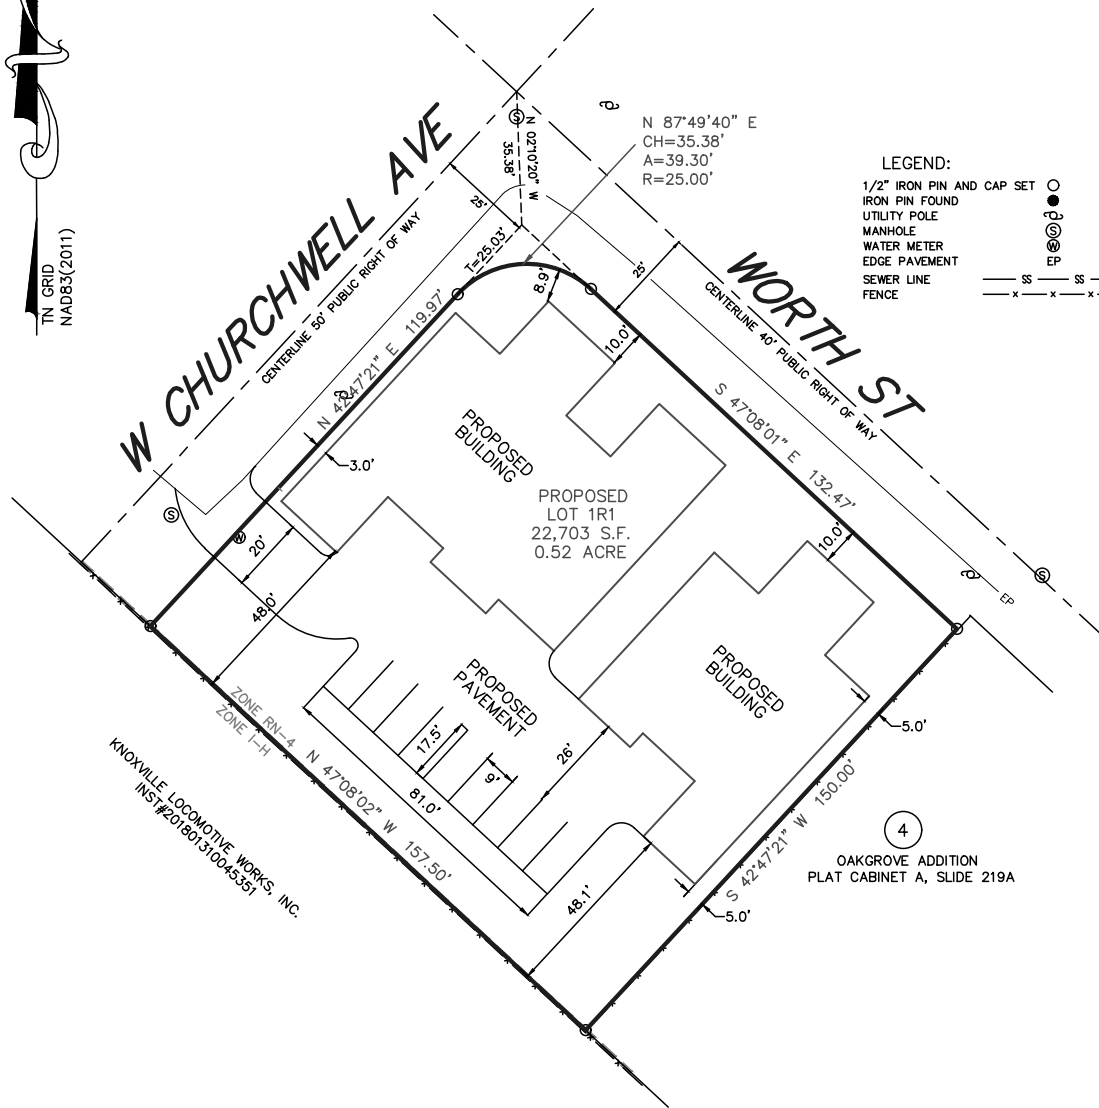 TN GRID
NAD83(2011)
W CHURCHWELL AVE
CENTERLINE 50' PUBLIC RIGHT OF WAY
N 42°47'21" E 119.97'
T=25.03'
25'
N 02°10'20" W
35.38'
N 87°49'40" E
CH=35.38'
A=39.30'
R=25.00'
LEGEND:
1/2" IRON PIN AND CAP SET
IRON PIN FOUND
UTILITY POLE
MANHOLE S
WATER METER W
EDGE PAVEMENT EP
SEWER LINE SS SS
FENCE x x x
WORTH ST
CENTERLINE 40' PUBLIC RIGHT OF WAY
25'
8.9'
10.0'
S 47°08'01" E 132.47'
10.0'
EP
S
S
S
W
3.0'
PROPOSED
BUILDING
PROPOSED
LOT 1R1
22,703 S.F.
0.52 ACRE
20'
48.0'
PROPOSED
PAVEMENT
PROPOSED
BUILDING
17.5'
9'
26'
81.0'
48.1'
5.0'
5.0'
ZONE RN-4
ZONE I-H
N 47°08'02" W 157.50'
S 42°47'21" W 150.00'
KNOXVILLE LOCOMOTIVE WORKS, INC.
INST#201801310045351
4
OAKGROVE ADDITION
PLAT CABINET A, SLIDE 219A